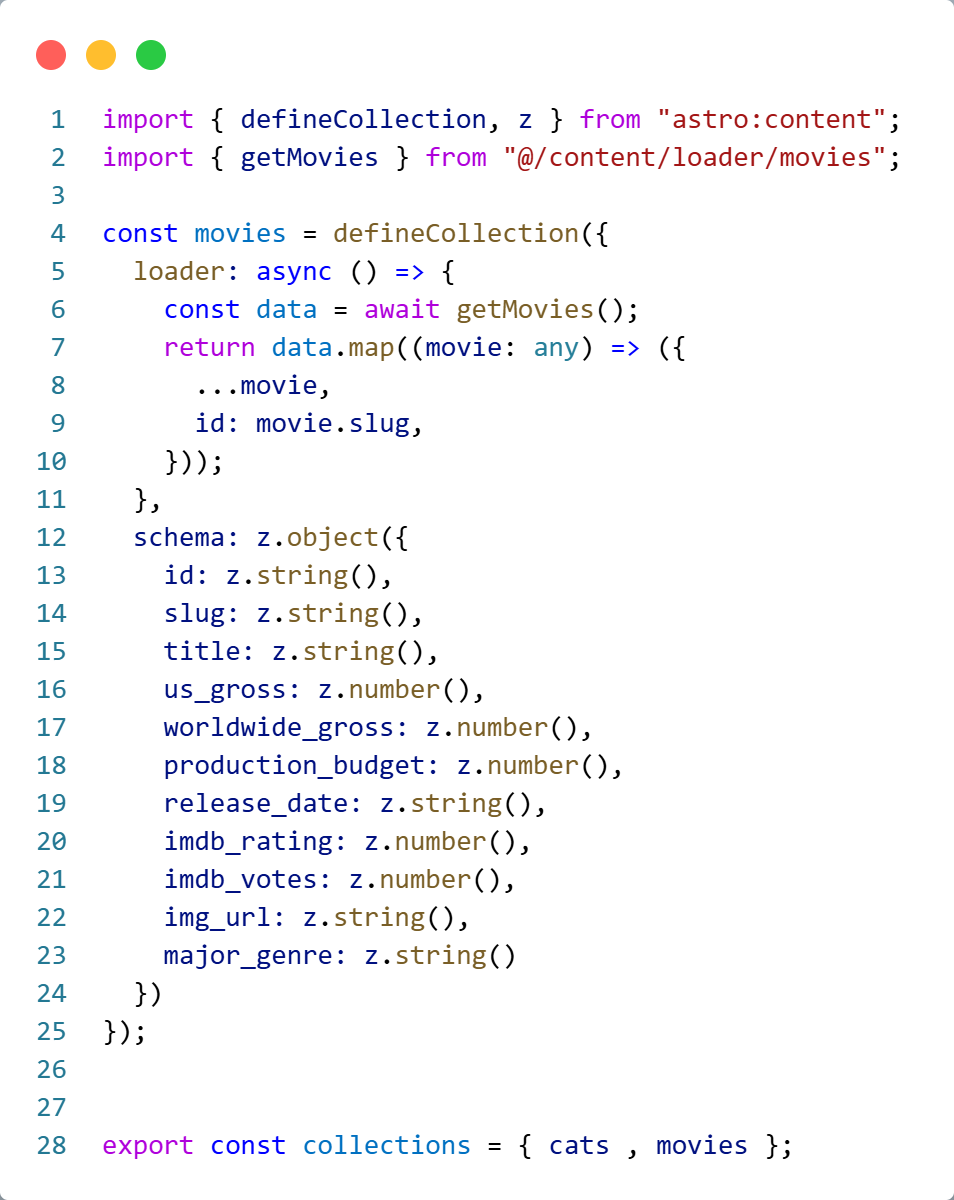 1 import { defineCollection, z } from "astro:content";
2 import { getMovies } from "@/content/loader/movies";
3
4 const movies = defineCollection({
5   loader: async () => {
6     const data = await getMovies();
7     return data.map((movie: any) => ({
8       ...movie,
9       id: movie.slug,
10     }));
11   },
12   schema: z.object({
13     id: z.string(),
14     slug: z.string(),
15     title: z.string(),
16     us_gross: z.number(),
17     worldwide_gross: z.number(),
18     production_budget: z.number(),
19     release_date: z.string(),
20     imdb_rating: z.number(),
21     imdb_votes: z.number(),
22     img_url: z.string(),
23     major_genre: z.string()
24   })
25 });
26
27
28 export const collections = { cats , movies };